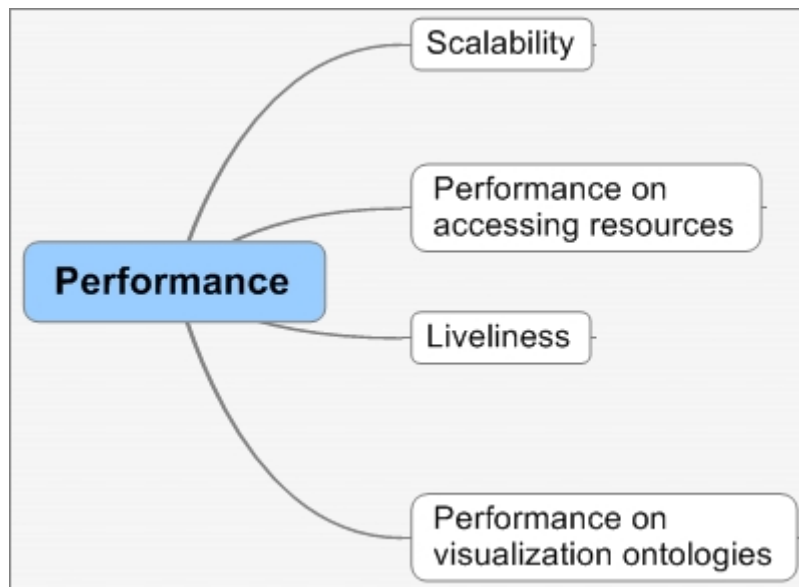 Scalability
Performance on
accessing resources
Performance
Liveliness
Performance on
visualization ontologies